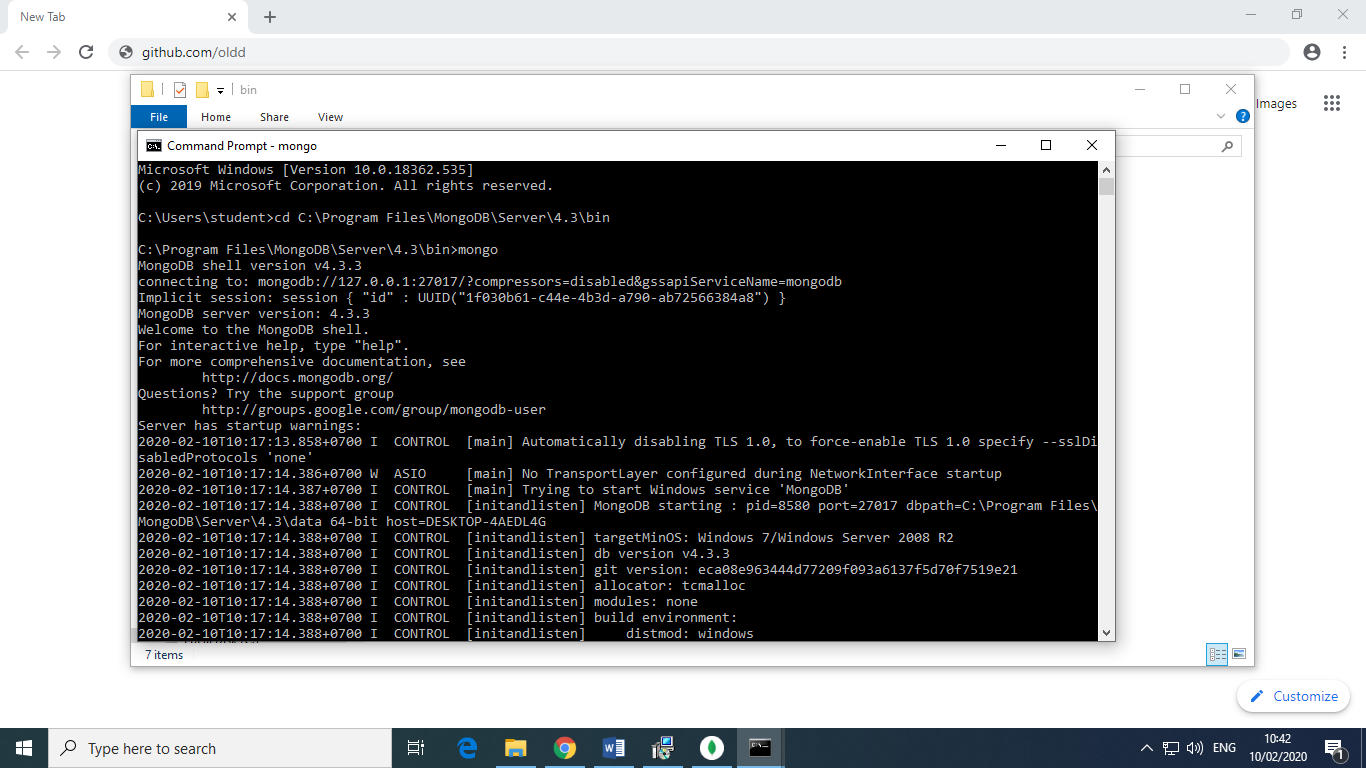 New Tab
github.com/oldd
bin
Images
File Home Share View
Command Prompt - mongo
Microsoft Windows [Version 10.0.18362.535]
(c) 2019 Microsoft Corporation. All rights reserved.
C:\Users\student>cd C:\Program Files\MongoDB\Server\4.3\bin
C:\Program Files\MongoDB\Server\4.3\bin>mongo
MongoDB shell version v4.3.3
connecting to: mongodb://127.0.0.1:27017/?compressors=disabled&gssapiServiceName=mongodb
Implicit session: session { "id" : UUID("1f030b61-c44e-4b3d-a790-ab72566384a8") }
MongoDB server version: 4.3.3
Welcome to the MongoDB shell.
For interactive help, type "help".
For more comprehensive documentation, see
http://docs.mongodb.org/
Questions? Try the support group
http://groups.google.com/group/mongodb-user
Server has startup warnings:
2020-02-10T10:17:13.858+0700 I  CONTROL  [main] Automatically disabling TLS 1.0, to force-enable TLS 1.0 specify --sslDi
sabledProtocols 'none'
2020-02-10T10:17:14.386+0700 W  ASIO     [main] No TransportLayer configured during NetworkInterface startup
2020-02-10T10:17:14.387+0700 I  CONTROL  [main] Trying to start Windows service 'MongoDB'
2020-02-10T10:17:14.388+0700 I  CONTROL  [initandlisten] MongoDB starting : pid=8580 port=27017 dbpath=C:\Program Files\
MongoDB\Server\4.3\data 64-bit host=DESKTOP-4AEDL4G
2020-02-10T10:17:14.388+0700 I  CONTROL  [initandlisten] targetMinOS: Windows 7/Windows Server 2008 R2
2020-02-10T10:17:14.388+0700 I  CONTROL  [initandlisten] db version v4.3.3
2020-02-10T10:17:14.388+0700 I  CONTROL  [initandlisten] git version: eca08e963444d77209f093a6137f5d70f7519e21
2020-02-10T10:17:14.388+0700 I  CONTROL  [initandlisten] allocator: tcmalloc
2020-02-10T10:17:14.388+0700 I  CONTROL  [initandlisten] modules: none
2020-02-10T10:17:14.388+0700 I  CONTROL  [initandlisten] build environment:
2020-02-10T10:17:14.388+0700 I  CONTROL  [initandlisten]     distmod: windows
7 items
Customize
Type here to search
ENG
10:42
10/02/2020
1